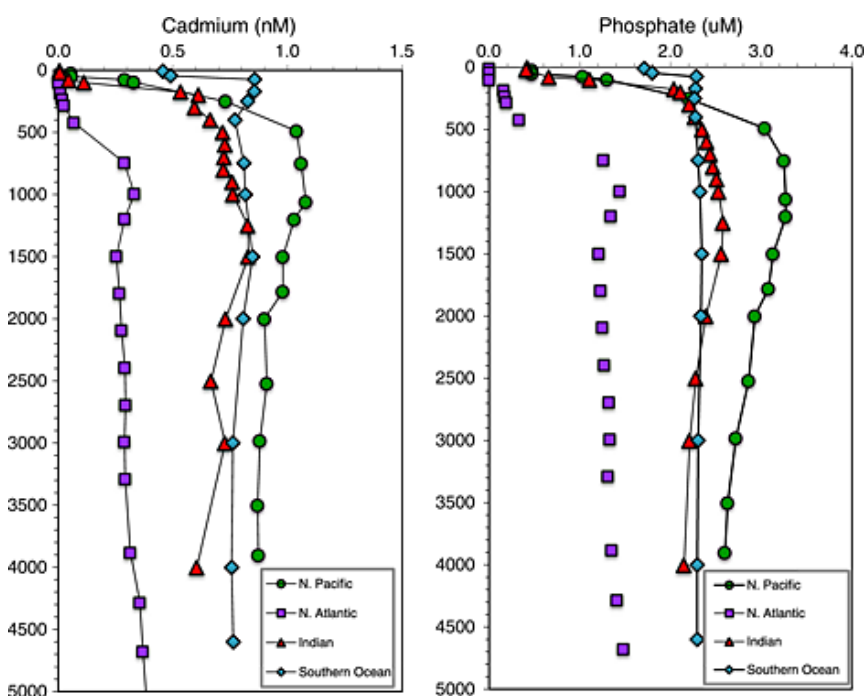 Cadmium (nM)
0.0 0.5 1.0 1.5
0
500
1000
1500
2000
2500
3000
3500
4000
4500
5000
N. Pacific
N. Atlantic
Indian
Southern Ocean
Phosphate (uM)
0.0 1.0 2.0 3.0 4.0
0
500
1000
1500
2000
2500
3000
3500
4000
4500
5000
N. Pacific
N. Atlantic
Indian
Southern Ocean